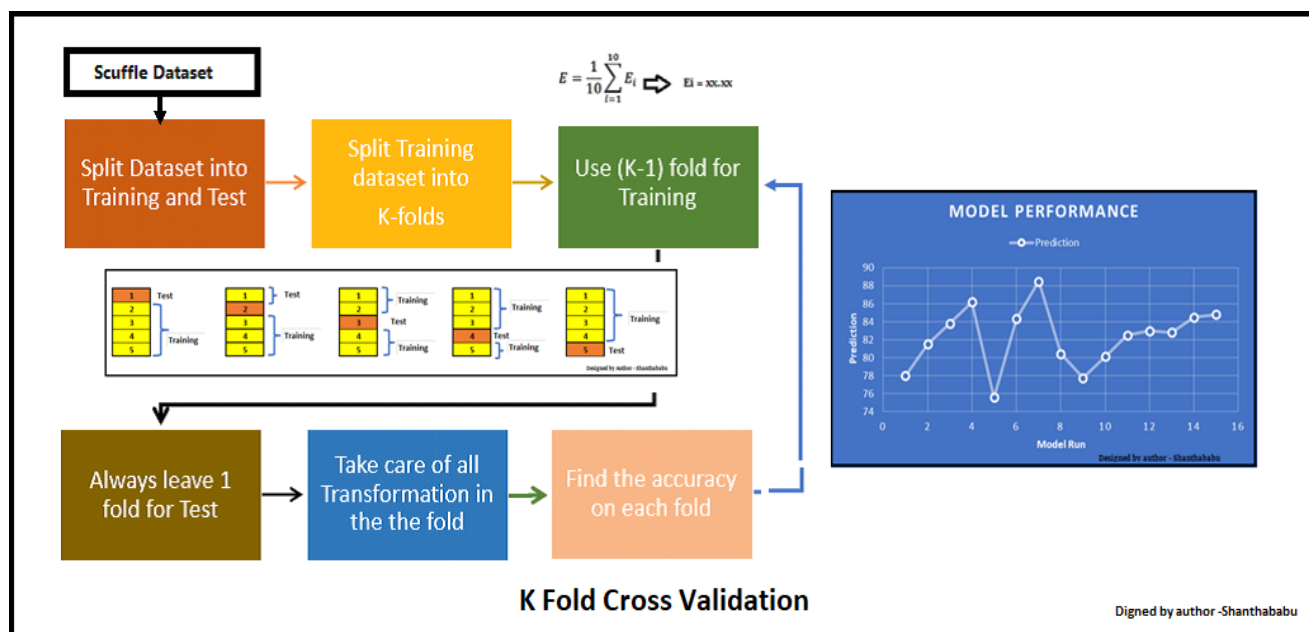 Scuffle Dataset
10
E = 1/10 ∑ Ei ⇨ Ei = xx.xx
i=1
Split Dataset into
Training and Test
Split Training
dataset into
K-folds
Use (K-1) fold for
Training
1 Test
2
3
4 Training
5
1 Test
2
3
4 Training
5
1
2 Training
3 Test
4 Training
5
1
2 Training
3
4 Test
5 Training
1
2
3 Training
4
5 Test
Designed by author - Shanthababu
Always leave 1
fold for Test
Take care of all
Transformation in
the the fold
Find the accuracy
on each fold
MODEL PERFORMANCE
Prediction
Prediction
90
88
86
84
82
80
78
76
74
0 2 4 6 8 10 12 14 16
Model Run
Designed by author - Shanthababu
K Fold Cross Validation
Digned by author -Shanthababu